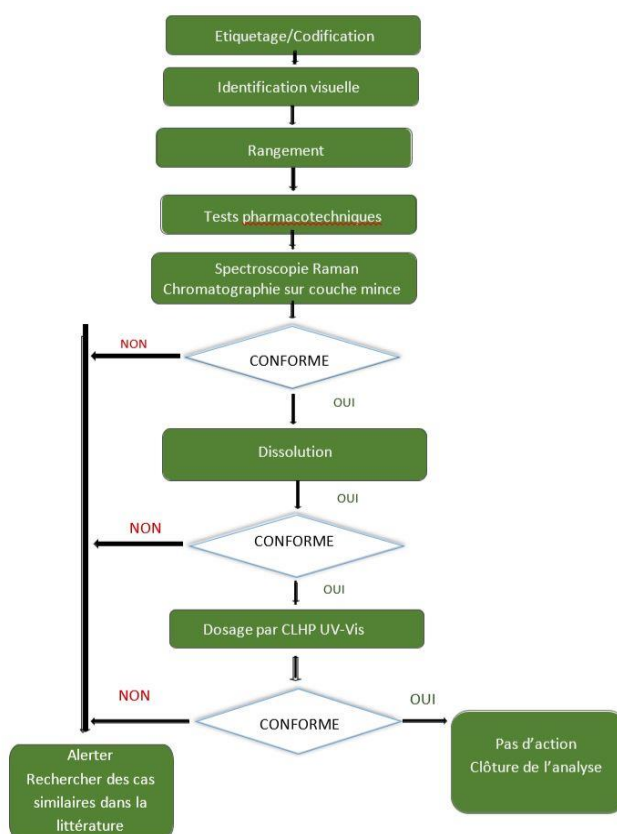 Etiquetage/Codification
Identification visuelle
Rangement
Tests pharmacotechniques
Spectroscopie Raman
Chromatographie sur couche mince
NON
CONFORME
OUI
Dissolution
OUI
NON
CONFORME
OUI
Dosage par CLHP UV-Vis
NON
OUI
CONFORME
Alerter
Rechercher des cas
similaires dans la
littérature
Pas d’action
Clôture de l’analyse